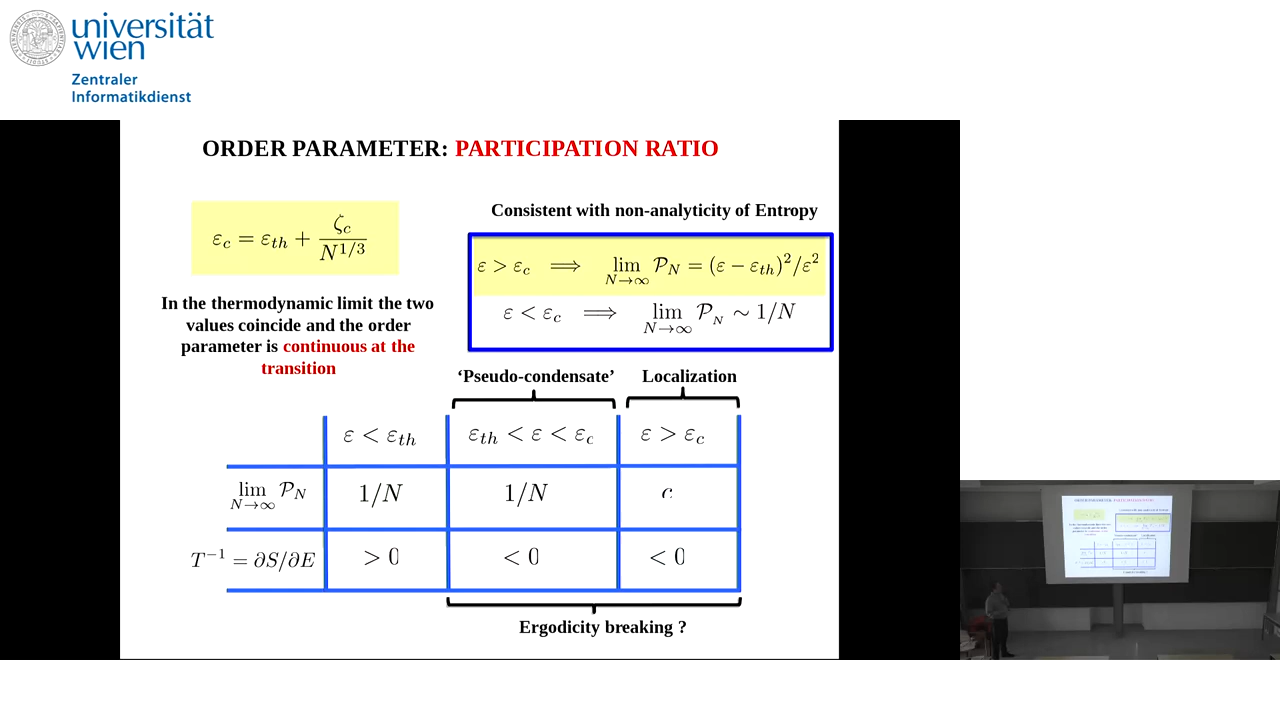 universität
wien
Zentraler
Informatikdienst
ORDER PARAMETER: PARTICIPATION RATIO
ε_c = ε_th + ζ_c / N^{1/3}
In the thermodynamic limit the two
values coincide and the order
parameter is continuous at the
transition
Consistent with non-analyticity of Entropy
ε > ε_c ⟹ lim_{N→∞} 𝒫_N = (ε − ε_th)²/ε²
ε < ε_c ⟹ lim_{N→∞} 𝒫_N ∼ 1/N
‘Pseudo-condensate’ Localization
ε < ε_th ε_th < ε < ε_c ε > ε_c
lim_{N→∞} 𝒫_N 1/N 1/N c
T⁻¹ = ∂S/∂E > 0 < 0 < 0
Ergodicity breaking ?